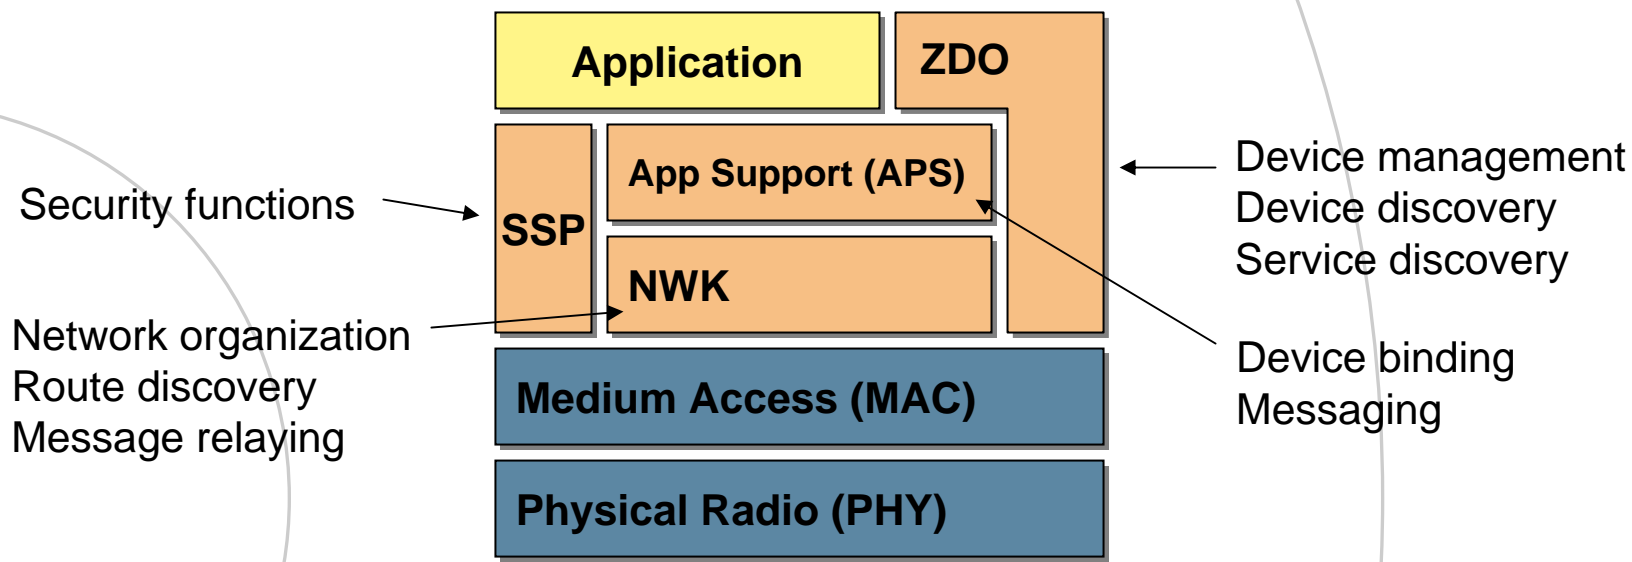 Application
ZDO
App Support (APS)
SSP
NWK
Medium Access (MAC)
Physical Radio (PHY)
Security functions
Network organization
Route discovery
Message relaying
Device management
Device discovery
Service discovery
Device binding
Messaging